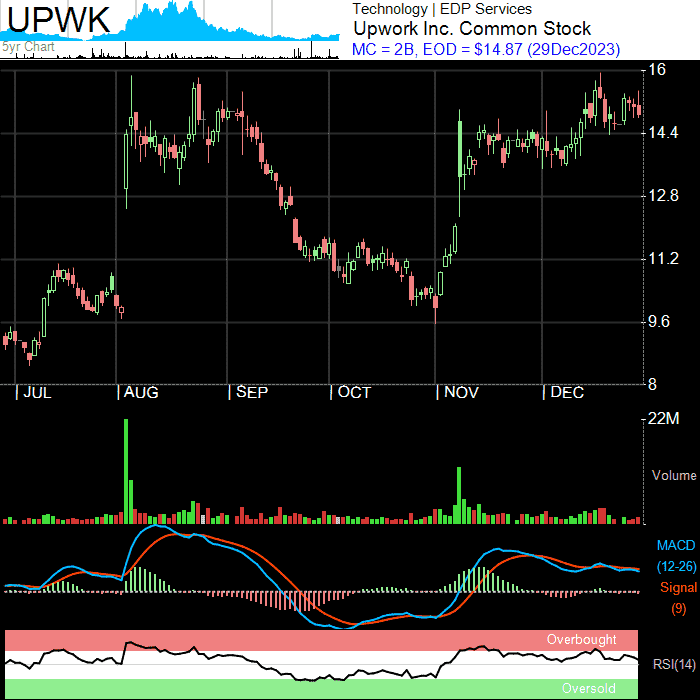 UPWK
5yr Chart
Technology | EDP Services
Upwork Inc. Common Stock
MC = 2B, EOD = $14.87 (29Dec2023)
16
14.4
12.8
11.2
9.6
8
JUL AUG SEP OCT NOV DEC
22M
Volume
MACD
(12-26)
Signal
(9)
Overbought
RSI(14)
Oversold